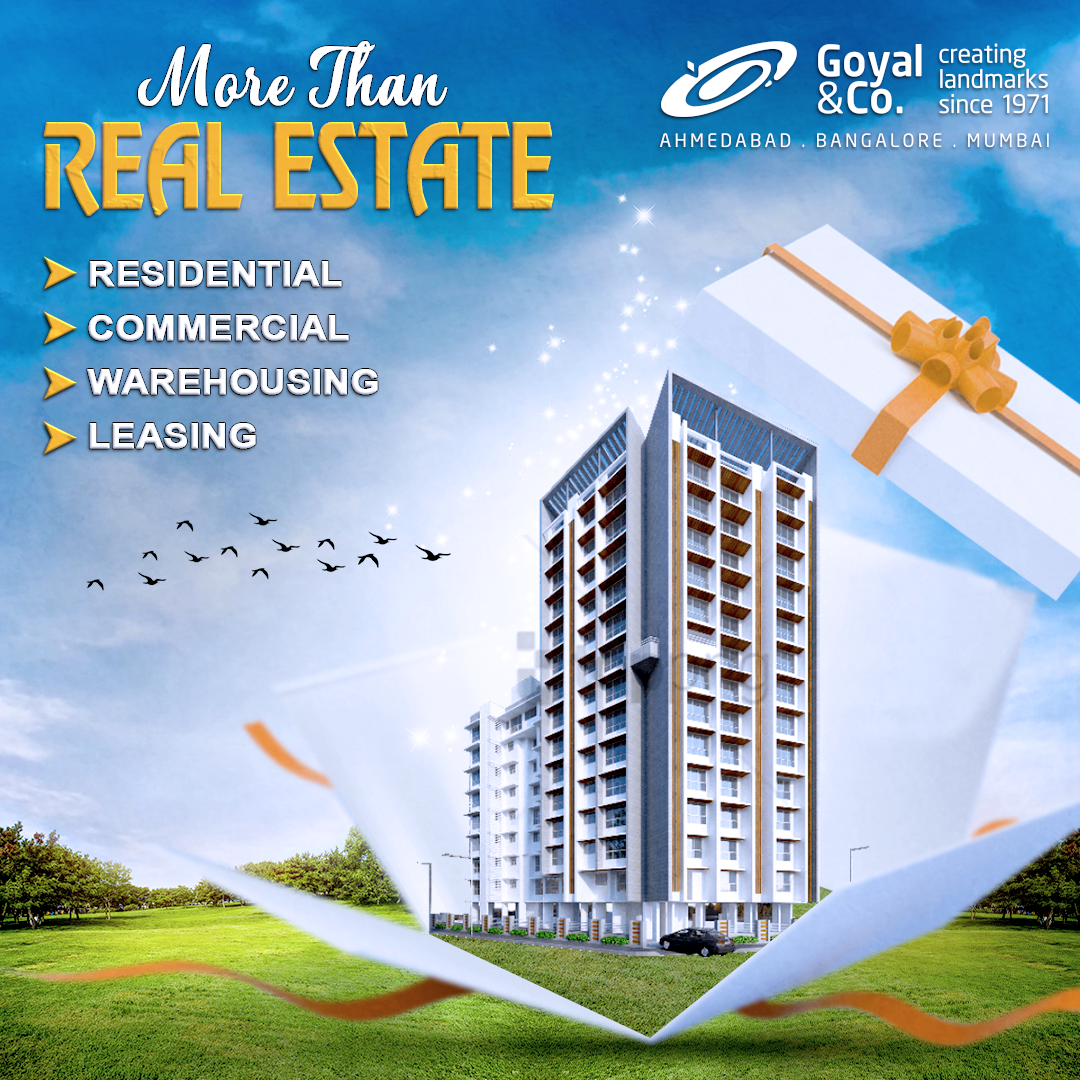 More Than
REAL ESTATE
Goyal
&Co.
creating
landmarks
since 1971
AHMEDABAD . BANGALORE . MUMBAI
RESIDENTIAL
COMMERCIAL
WAREHOUSING
LEASING